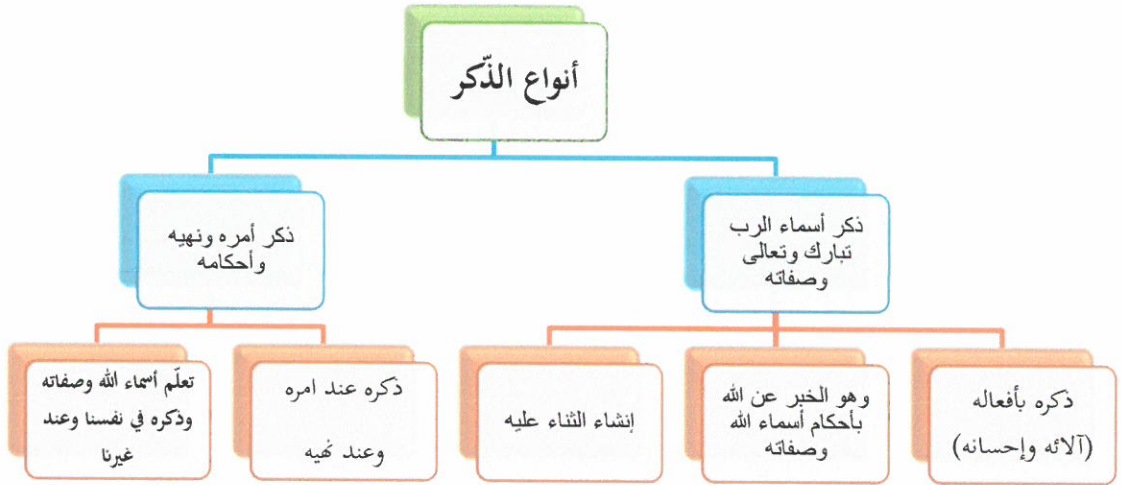 أنواع الذّكر
ذكر أسماء الرب
تبارك وتعالى
وصفاته
ذكر أمره ونهيه
وأحكامه
ذكره بأفعاله
(آلائه وإحسانه)
وهو الخبر عن الله
بأحكام أسماء الله
وصفاته
إنشاء الثناء عليه
ذكره عند امره
وعند نهيه
تعلّم أسماء الله وصفاته
وذكره في نفسنا وعند
غيرنا